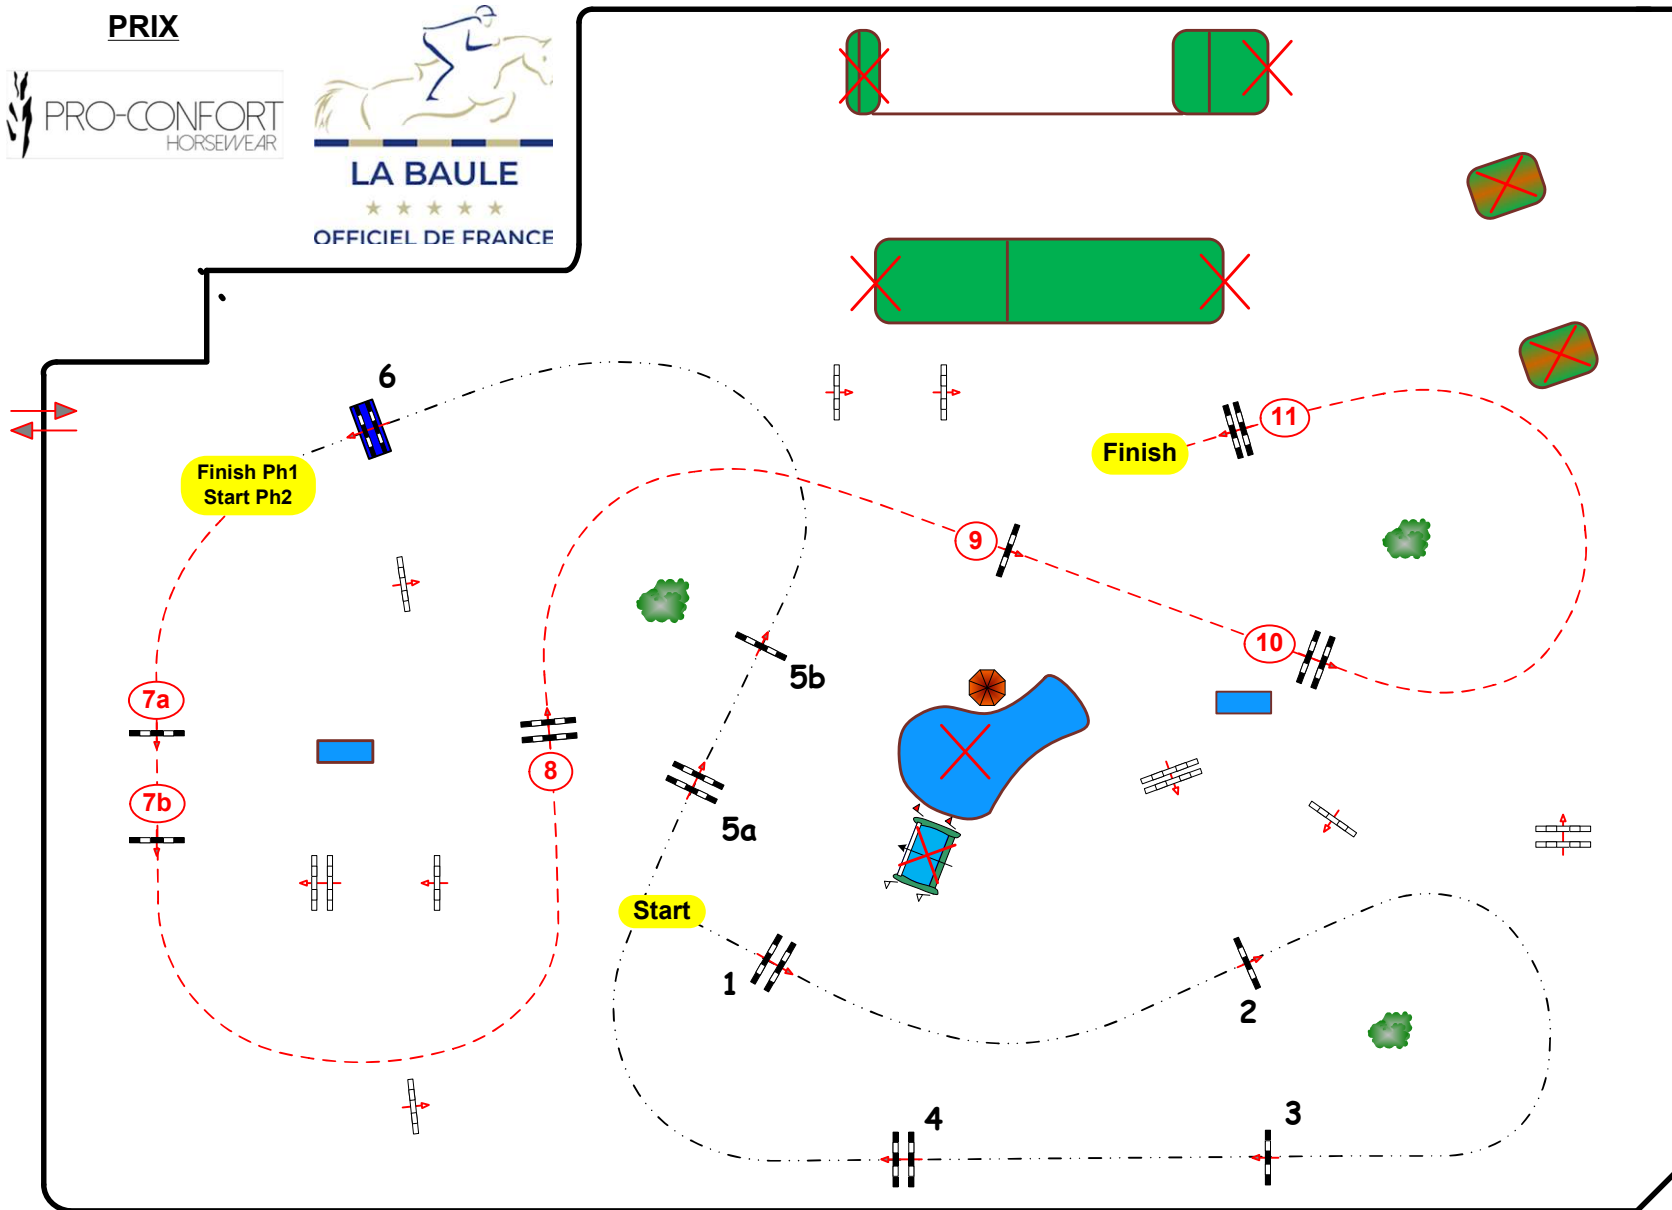 PRIX
PRO-CONFORT
HORSEWEAR
LA BAULE
OFFICIEL DE FRANCE
6
11
Finish
Finish Ph1
Start Ph2
9
10
5b
7a
7b
8
5a
Start
1
2
4
3